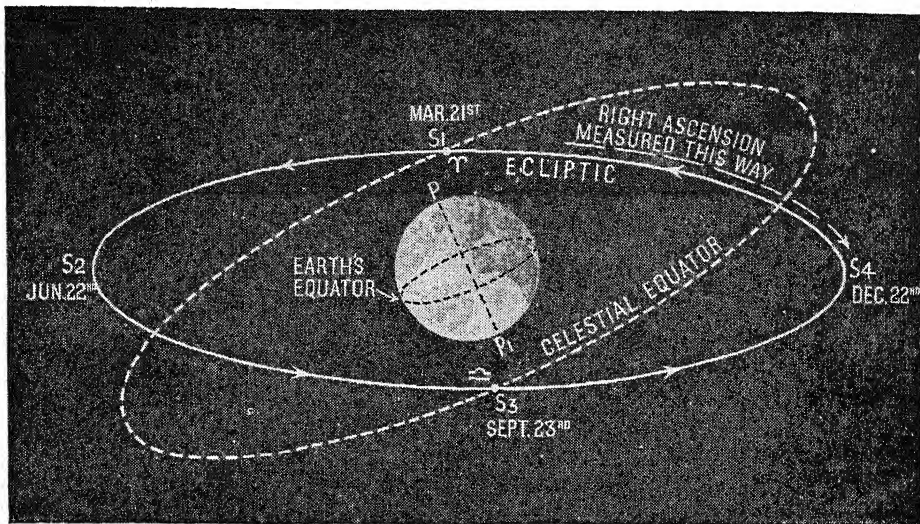 MAR. 21ST
S1
♈
RIGHT ASCENSION
MEASURED THIS WAY
ECLIPTIC
P
S2
JUN. 22ND
EARTH'S
EQUATOR
S4
DEC. 22ND
CELESTIAL EQUATOR
P1
♎
S3
SEPT. 23RD